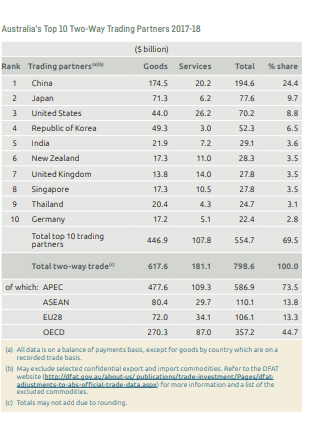 Australia's Top 10 Two-Way Trading Partners 2017-18
($ billion)
Rank Trading partners(a)(b) Goods Services Total % share
1 China 174.5 20.2 194.6 24.4
2 Japan 71.3 6.2 77.6 9.7
3 United States 44.0 26.2 70.2 8.8
4 Republic of Korea 49.3 3.0 52.3 6.5
5 India 21.9 7.2 29.1 3.6
6 New Zealand 17.3 11.0 28.3 3.5
7 United Kingdom 13.8 14.0 27.8 3.5
8 Singapore 17.3 10.5 27.8 3.5
9 Thailand 20.4 4.3 24.7 3.1
10 Germany 17.2 5.1 22.4 2.8
Total top 10 trading
partners 446.9 107.8 554.7 69.5
Total two-way trade(c) 617.6 181.1 798.6 100.0
of which: APEC 477.6 109.3 586.9 73.5
ASEAN 80.4 29.7 110.1 13.8
EU28 72.0 34.1 106.1 13.3
OECD 270.3 87.0 357.2 44.7
(a) All data is on a balance of payments basis, except for goods by country which are on a
recorded trade basis.
(b) May exclude selected confidential export and import commodities. Refer to the DFAT
website (http://dfat.gov.au/about-us/ publications/trade-investment/Pages/dfat-
adjustments-to-abs-official-trade-data.aspx) for more information and a list of the
excluded commodities.
(c) Totals may not add due to rounding.